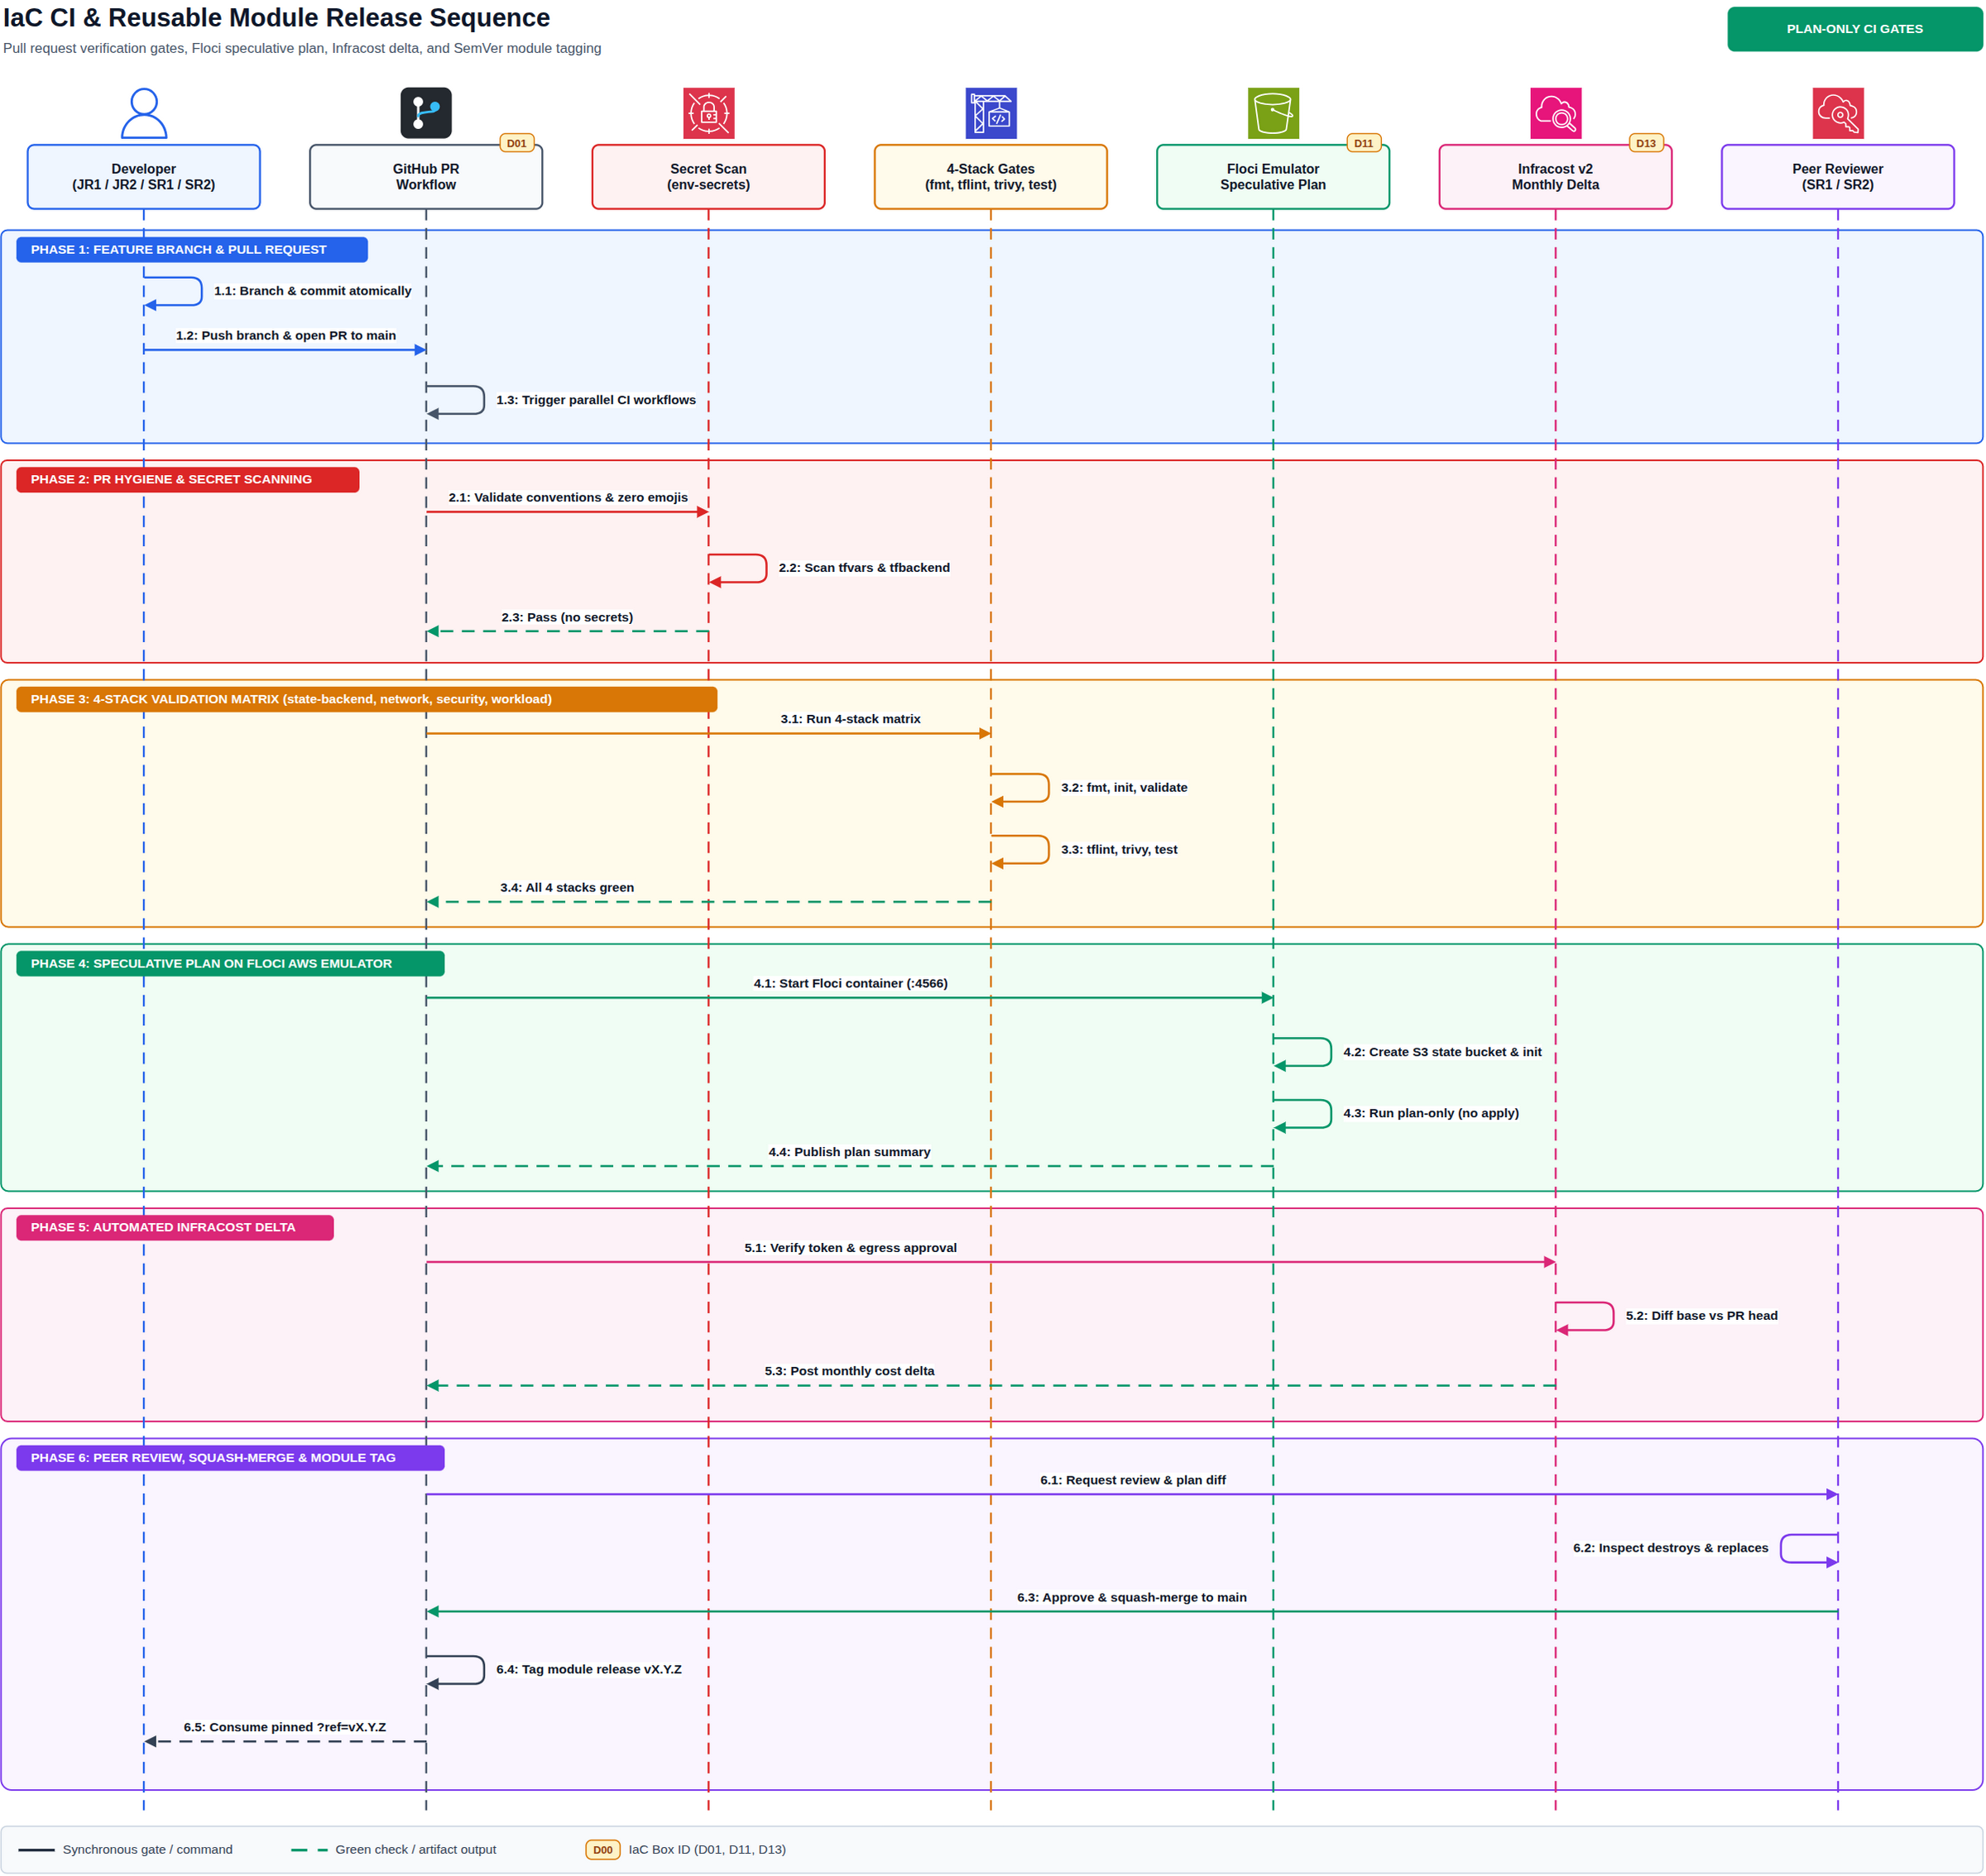 IaC CI & Reusable Module Release Sequence
Pull request verification gates, Floci speculative plan, Infracost delta, and SemVer module tagging
PLAN-ONLY CI GATES
D01
D11
D13
Developer
(JR1 / JR2 / SR1 / SR2)
GitHub PR
Workflow
Secret Scan
(env-secrets)
4-Stack Gates
(fmt, tflint, trivy, test)
Floci Emulator
Speculative Plan
Infracost v2
Monthly Delta
Peer Reviewer
(SR1 / SR2)
PHASE 1: FEATURE BRANCH & PULL REQUEST
1.1: Branch & commit atomically
1.2: Push branch & open PR to main
1.3: Trigger parallel CI workflows
PHASE 2: PR HYGIENE & SECRET SCANNING
2.1: Validate conventions & zero emojis
2.2: Scan tfvars & tfbackend
2.3: Pass (no secrets)
PHASE 3: 4-STACK VALIDATION MATRIX (state-backend, network, security, workload)
3.1: Run 4-stack matrix
3.2: fmt, init, validate
3.3: tflint, trivy, test
3.4: All 4 stacks green
PHASE 4: SPECULATIVE PLAN ON FLOCI AWS EMULATOR
4.1: Start Floci container (:4566)
4.2: Create S3 state bucket & init
4.3: Run plan-only (no apply)
4.4: Publish plan summary
PHASE 5: AUTOMATED INFRACOST DELTA
5.1: Verify token & egress approval
5.2: Diff base vs PR head
5.3: Post monthly cost delta
PHASE 6: PEER REVIEW, SQUASH-MERGE & MODULE TAG
6.1: Request review & plan diff
6.2: Inspect destroys & replaces
6.3: Approve & squash-merge to main
6.4: Tag module release vX.Y.Z
6.5: Consume pinned ?ref=vX.Y.Z
Synchronous gate / command
Green check / artifact output
D00
IaC Box ID (D01, D11, D13)